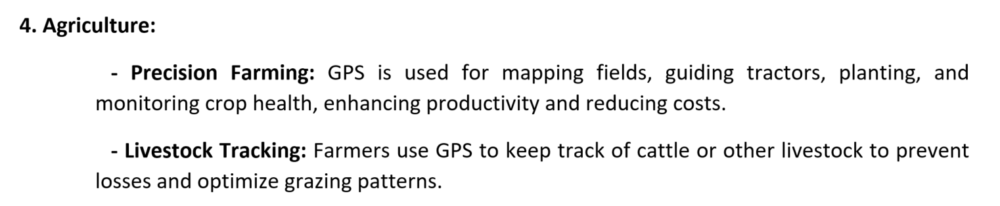 4. Agriculture:
- Precision Farming: GPS is used for mapping fields, guiding tractors, planting, and
monitoring crop health, enhancing productivity and reducing costs.
- Livestock Tracking: Farmers use GPS to keep track of cattle or other livestock to prevent
losses and optimize grazing patterns.